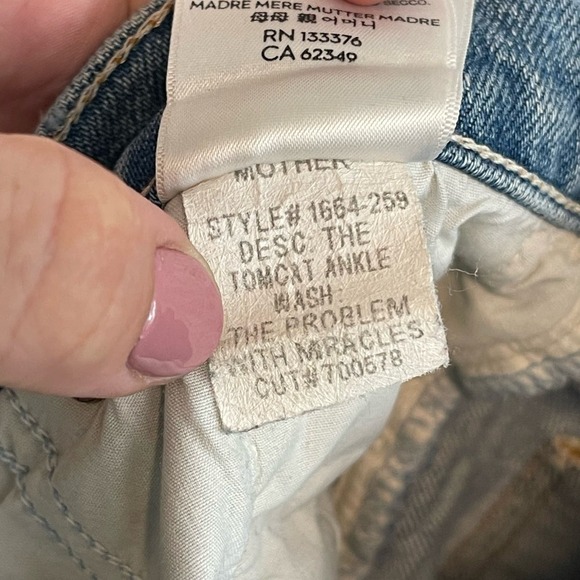 SECCO.
MADRE MERE MUTTER MADRE
母母 親 어머니
RN 133376
CA 62349
MOTHER
STYLE# 1664-259
DESC: THE
TOMCAT ANKLE
WASH:
THE PROBLEM
WITH MIRACLES
CUT# 700578